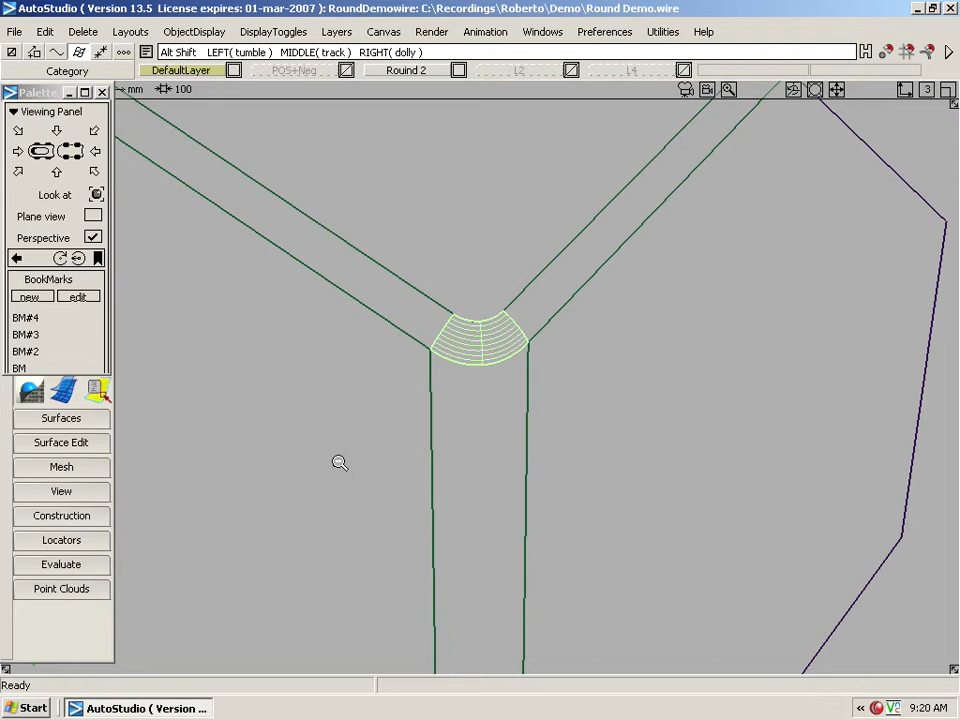 AutoStudio ( Version 13.5 License expires: 01-mar-2007 ): RoundDemowire: C:\Recordings\Roberto\Demo\Round Demo.wire
File Edit Delete Layouts ObjectDisplay DisplayToggles Layers Canvas Render Animation Windows Preferences Utilities Help
Alt Shift LEFT( tumble ) MIDDLE( track ) RIGHT( dolly )
Category DefaultLayer POS+Neg Round 2 L2 L4
Palette mm 100 3
Viewing Panel
Look at
Plane view
Perspective
BookMarks
new edit
BM#4
BM#3
BM#2
BM
Surfaces
Surface Edit
Mesh
View
Construction
Locators
Evaluate
Point Clouds
Ready
Start AutoStudio ( Version ... 9:20 AM